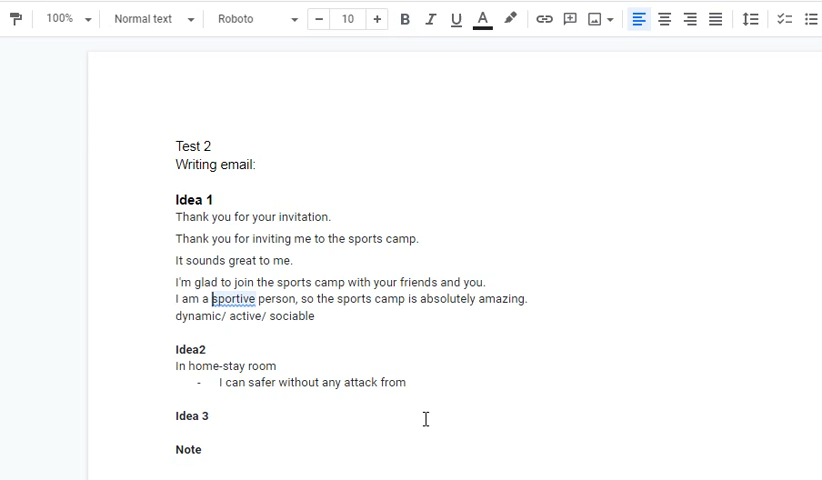 100% Normal text Roboto − 10 + B I U A
Test 2
Writing email:
Idea 1
Thank you for your invitation.
Thank you for inviting me to the sports camp.
It sounds great to me.
I'm glad to join the sports camp with your friends and you.
I am a sportive person, so the sports camp is absolutely amazing.
dynamic/ active/ sociable
Idea2
In home-stay room
- I can safer without any attack from
Idea 3
Note